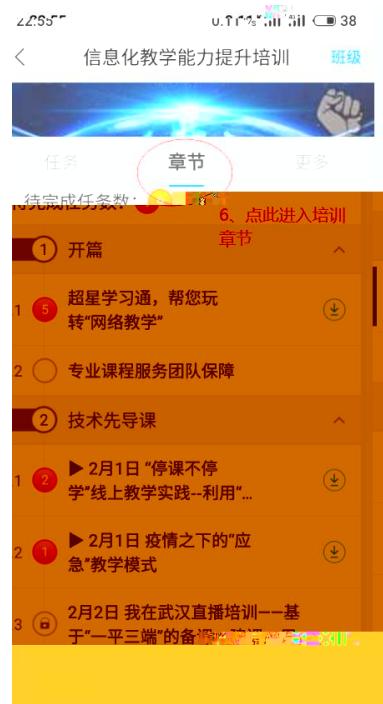 38
信息化教学能力提升培训 班级
任务 章节 更多
待完成任务数：
6、点此进入培训
章节
1 开篇
超星学习通，帮您玩
1 5
转“网络教学”
2 专业课程服务团队保障
2 技术先导课
▶ 2月1日 “停课不停
1 2
学”线上教学实践--利用“...
▶ 2月1日 疫情之下的“应
2 1
急”教学模式
2月2日 我在武汉直播培训——基
3
于“一平三端”的备课